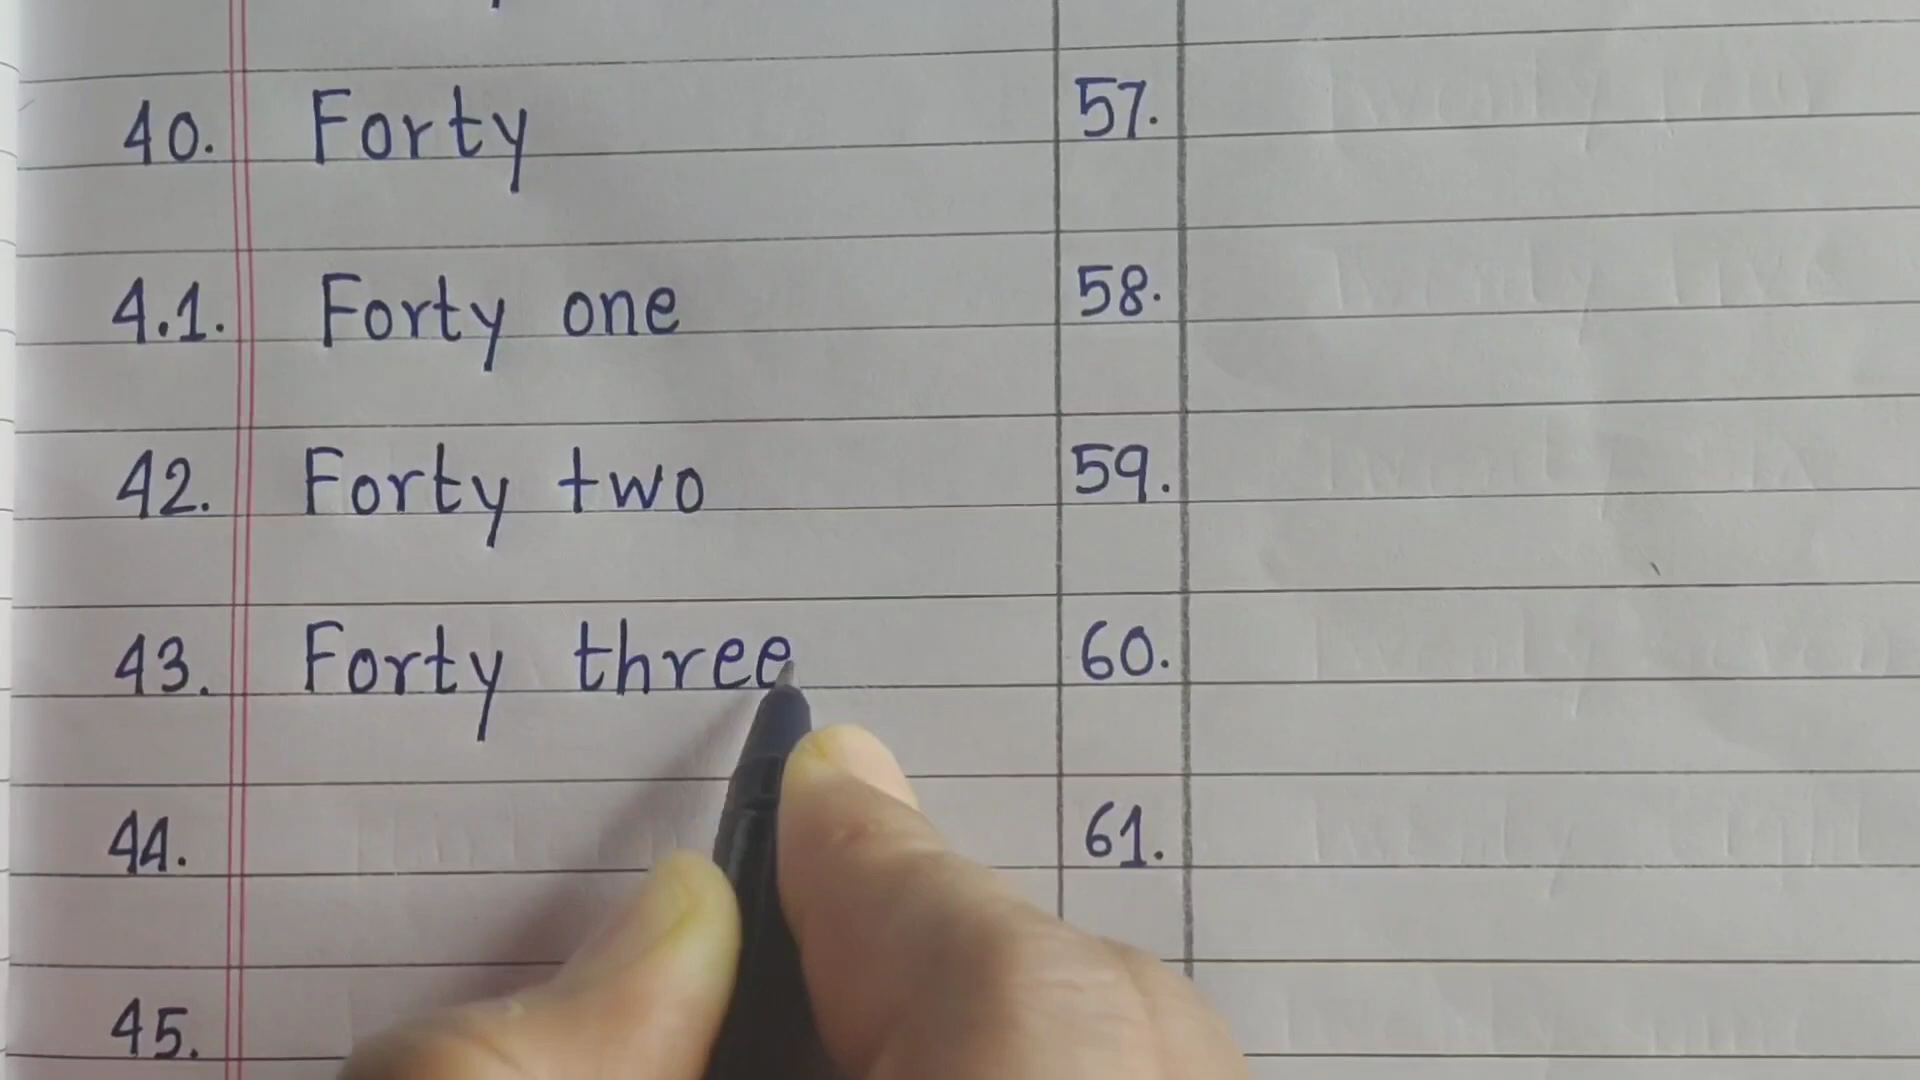 40. Forty
4.1. Forty one
42. Forty two
43. Forty three
44.
45.
57.
58.
59.
60.
61.